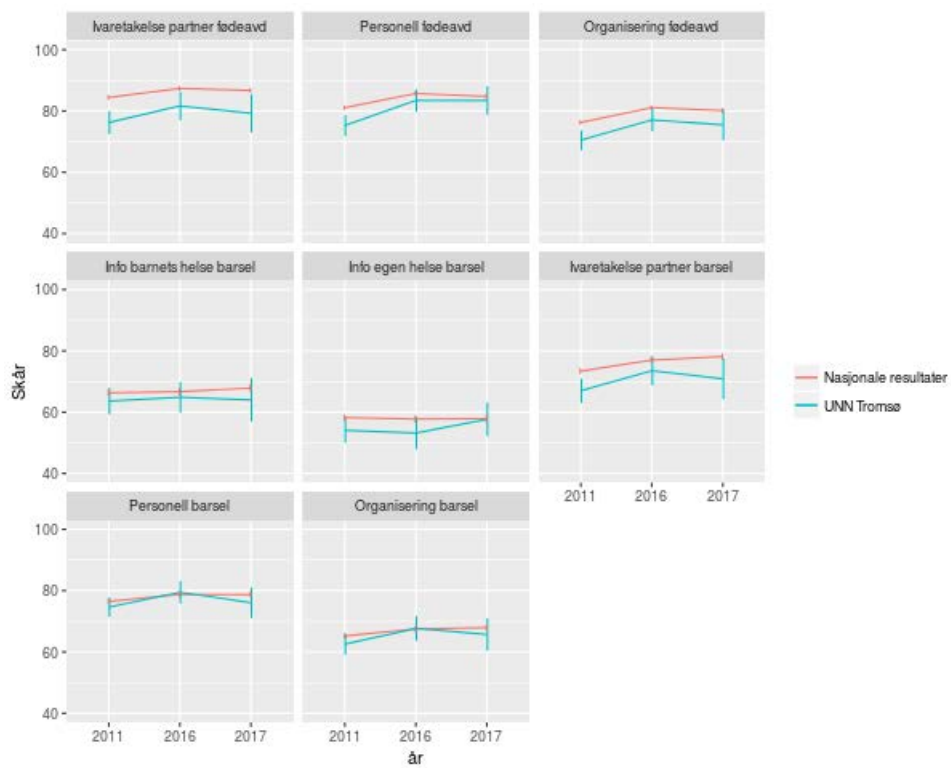 Ivaretakelse partner fødeavd
Personell fødeavd
Organisering fødeavd
100
80
60
40
Info barnets helse barsel
Info egen helse barsel
Ivaretakelse partner barsel
100
80
60
40
2011 2016 2017
Personell barsel
Organisering barsel
100
80
60
40
2011 2016 2017
2011 2016 2017
Skår
år
Nasjonale resultater
UNN Tromsø